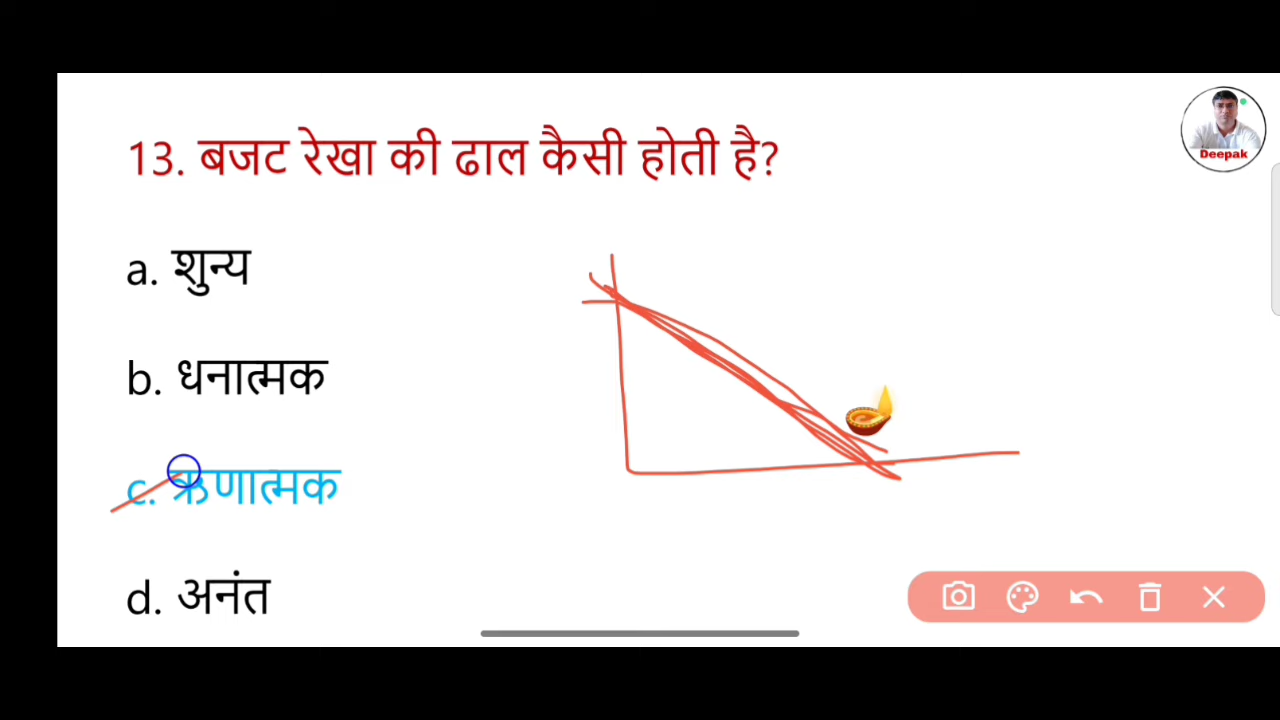 13. बजट रेखा की ढाल कैसी होती है?
a. शुन्य
b. धनात्मक
c. ऋणात्मक
d. अनंत
Deepak